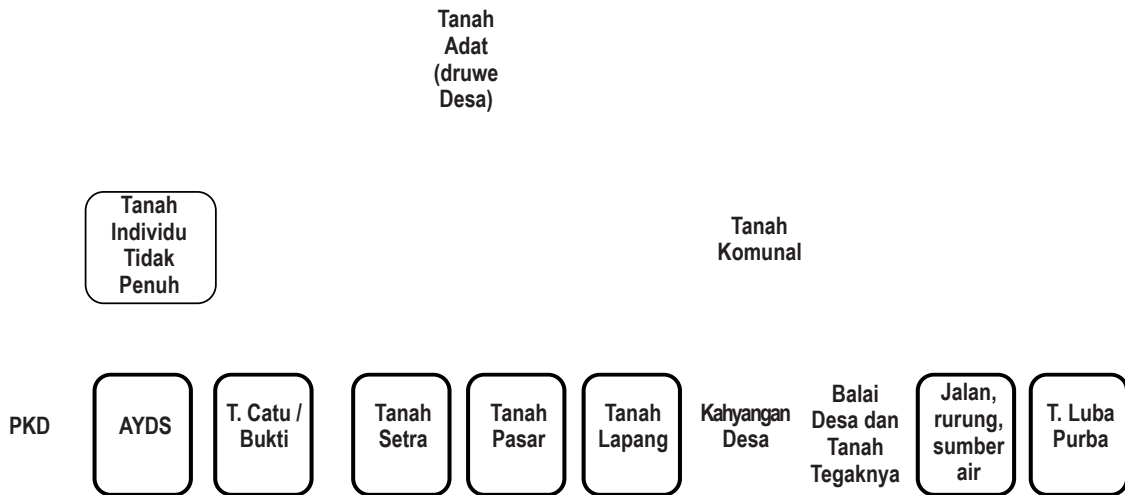 Tanah
Adat
(druwe
Desa)
Tanah
Individu
Tidak
Penuh
Tanah
Komunal
PKD
AYDS
T. Catu /
Bukti
Tanah
Setra
Tanah
Pasar
Tanah
Lapang
Kahyangan
Desa
Balai
Desa dan
Tanah
Tegaknya
Jalan,
rurung,
sumber
air
T. Luba
Purba